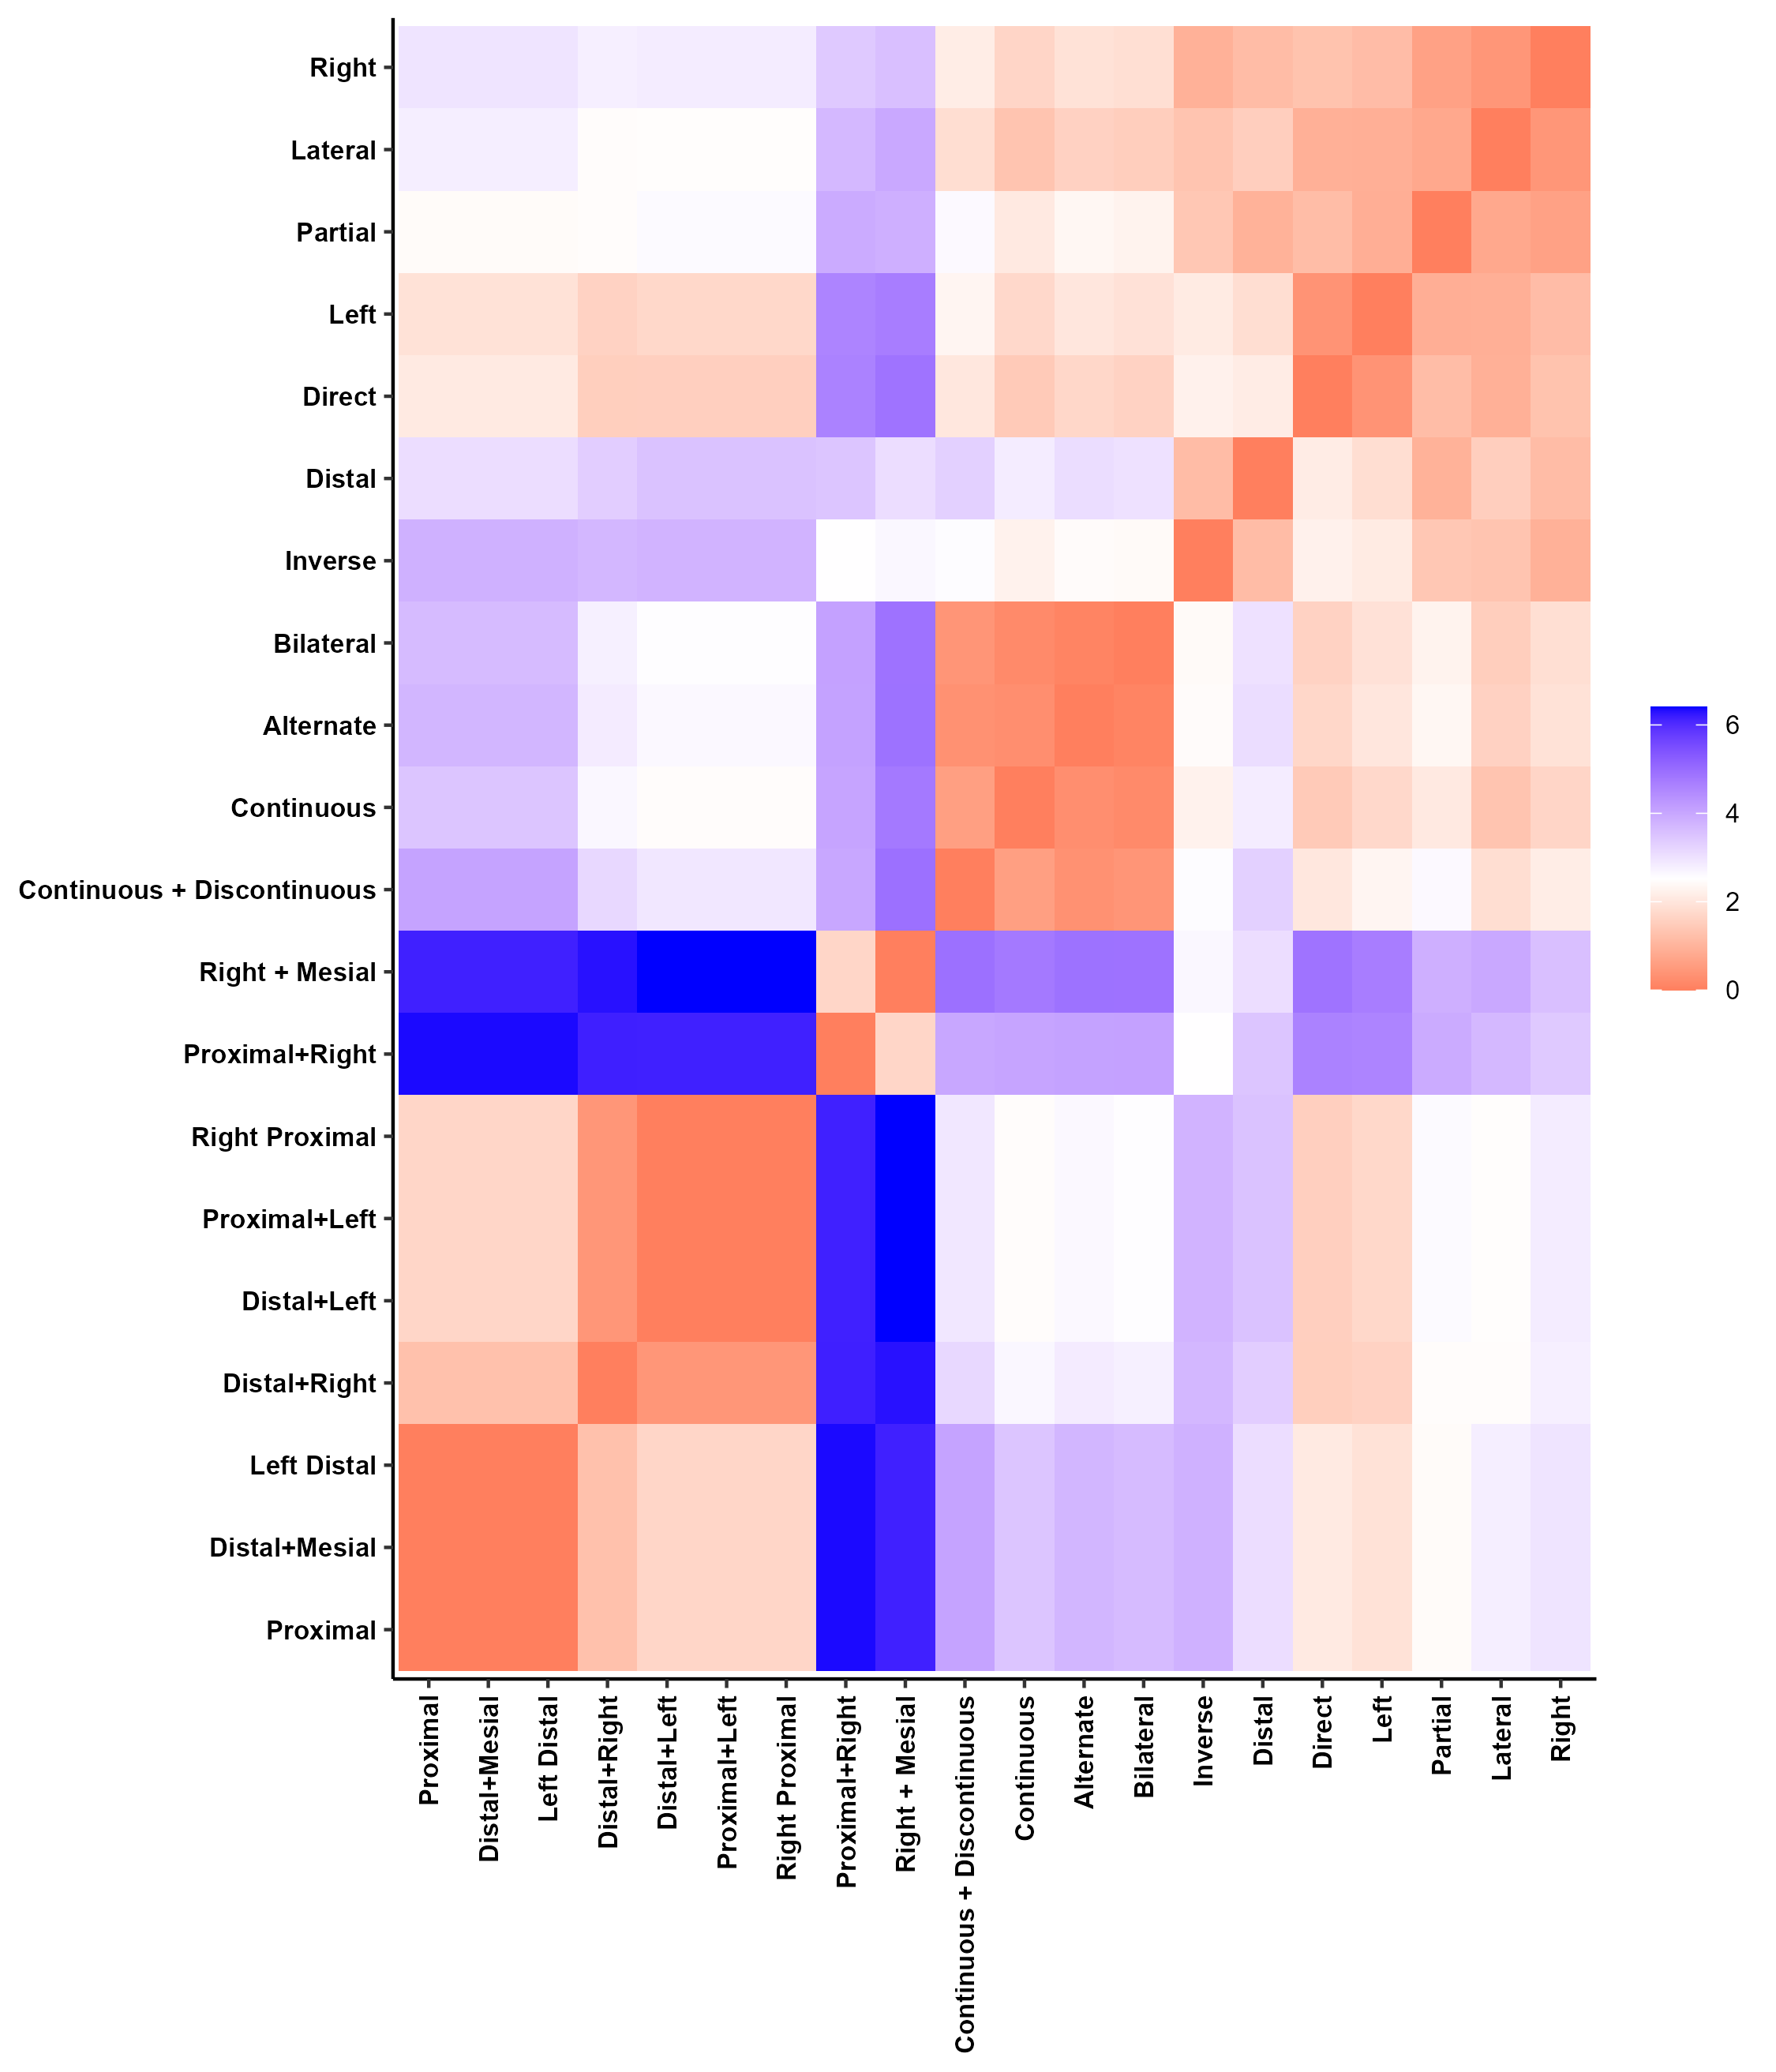 Right
Lateral
Partial
Left
Direct
Distal
Inverse
Bilateral
Alternate
Continuous
Continuous + Discontinuous
Right + Mesial
Proximal+Right
Right Proximal
Proximal+Left
Distal+Left
Distal+Right
Left Distal
Distal+Mesial
Proximal
6
4
2
0
Proximal
Distal+Mesial
Left Distal
Distal+Right
Distal+Left
Proximal+Left
Right Proximal
Proximal+Right
Right + Mesial
Continuous + Discontinuous
Continuous
Alternate
Bilateral
Inverse
Distal
Direct
Left
Partial
Lateral
Right